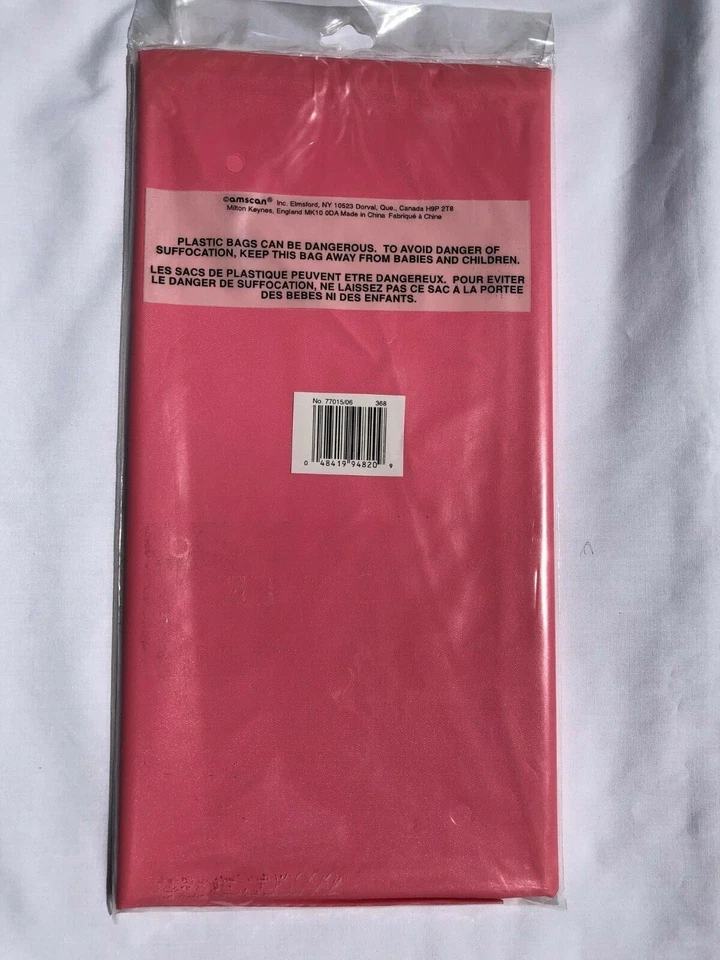 ©amscan® Inc. Elmsford, NY 10523 Dorval, Que., Canada H9P 2T8
Milton Keynes, England MK10 0DA Made in China Fabriqué à Chine
PLASTIC BAGS CAN BE DANGEROUS. TO AVOID DANGER OF
SUFFOCATION, KEEP THIS BAG AWAY FROM BABIES AND CHILDREN.
LES SACS DE PLASTIQUE PEUVENT ETRE DANGEREUX. POUR EVITER
LE DANGER DE SUFFOCATION, NE LAISSEZ PAS CE SAC A LA PORTEE
DES BEBES NI DES ENFANTS.
No. 77015/06 368
0 48419 94820 9